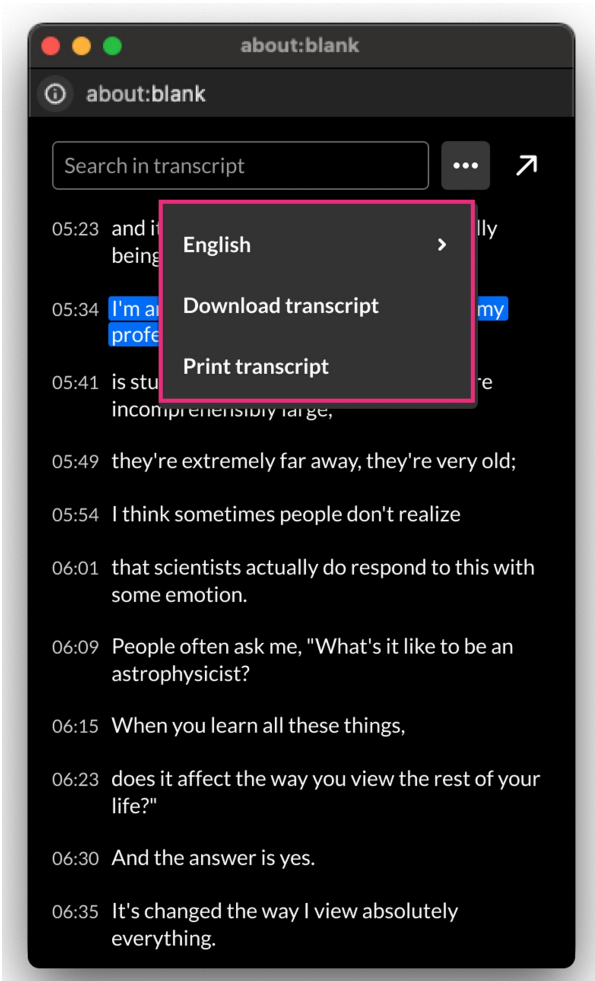 about:blank
about:blank
Search in transcript
English
Download transcript
Print transcript
05:23 and
being
05:34 I'm my
05:41 is
incomprehensibly large,
05:49 they're extremely far away, they're very old;
05:54 I think sometimes people don't realize
06:01 that scientists actually do respond to this with
some emotion.
06:09 People often ask me, "What's it like to be an
astrophysicist?
06:15 When you learn all these things,
06:23 does it affect the way you view the rest of your
life?"
06:30 And the answer is yes.
06:35 It's changed the way I view absolutely
everything.